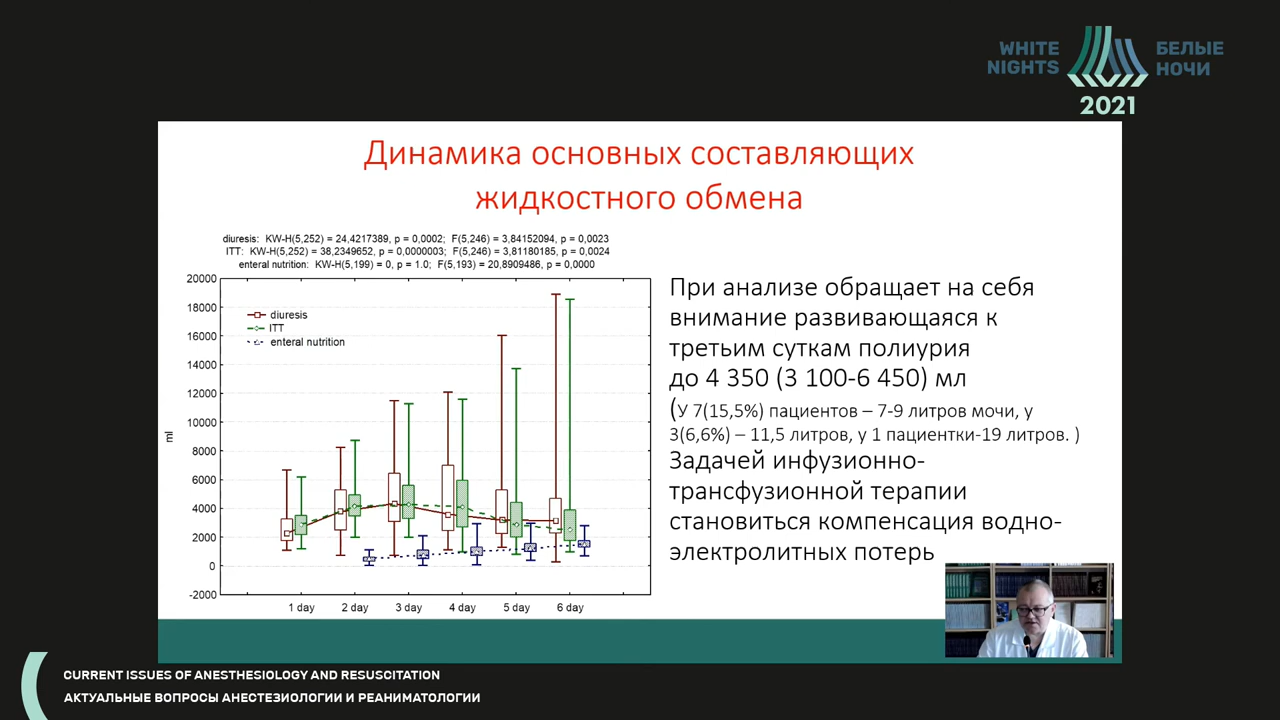 WHITE
NIGHTS
БЕЛЫЕ
НОЧИ
2021
Динамика основных составляющих
жидкостного обмена
diuresis: KW-H(5,252) = 24,4217389, p = 0,0002; F(5,246) = 3,84152094, p = 0,0023
ITT: KW-H(5,252) = 38,2349652, p = 0,0000003; F(5,246) = 3,81180185, p = 0,0024
enteral nutrition: KW-H(5,199) = 0, p = 1.0; F(5,193) = 20,8909486, p = 0,0000
20000
18000
16000
14000
12000
10000
8000
6000
4000
2000
0
-2000
ml
diuresis
ITT
enteral nutrition
1 day
2 day
3 day
4 day
5 day
6 day
При анализе обращает на себя
внимание развивающаяся к
третьим суткам полиурия
до 4 350 (3 100-6 450) мл
(У 7(15,5%) пациентов – 7-9 литров мочи, у
3(6,6%) – 11,5 литров, у 1 пациентки-19 литров. )
Задачей инфузионно-
трансфузионной терапии
становиться компенсация водно-
электролитных потерь
CURRENT ISSUES OF ANESTHESIOLOGY AND RESUSCITATION
АКТУАЛЬНЫЕ ВОПРОСЫ АНЕСТЕЗИОЛОГИИ И РЕАНИМАТОЛОГИИ